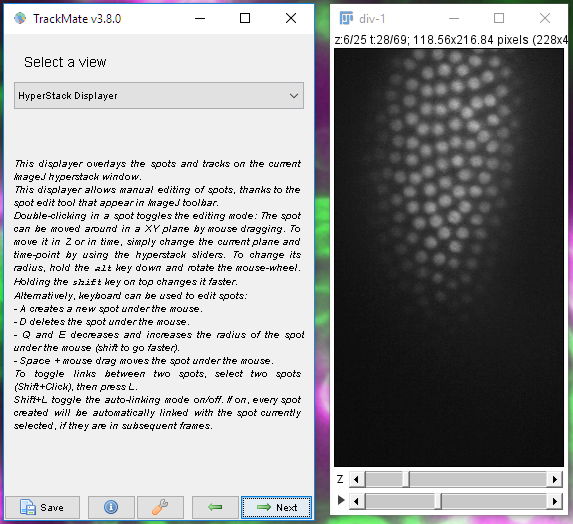 TrackMate v3.8.0
Select a view
HyperStack Displayer
This displayer overlays the spots and tracks on the current
ImageJ hyperstack window.
This displayer allows manual editing of spots, thanks to the
spot edit tool that appear in ImageJ toolbar.
Double-clicking in a spot toggles the editing mode: The spot
can be moved around in a XY plane by mouse dragging. To
move it in Z or in time, simply change the current plane and
time-point by using the hyperstack sliders. To change its
radius, hold the alt key down and rotate the mouse-wheel.
Holding the shift key on top changes it faster.
Alternatively, keyboard can be used to edit spots:
- A creates a new spot under the mouse.
- D deletes the spot under the mouse.
- Q and E decreases and increases the radius of the spot
under the mouse (shift to go faster).
- Space + mouse drag moves the spot under the mouse.
To toggle links between two spots, select two spots
(Shift+Click), then press L.
Shift+L toggle the auto-linking mode on/off. If on, every spot
created will be automatically linked with the spot currently
selected, if they are in subsequent frames.
Save
Next
div-1
z:6/25 t:28/69; 118.56x216.84 pixels (228x4
Z